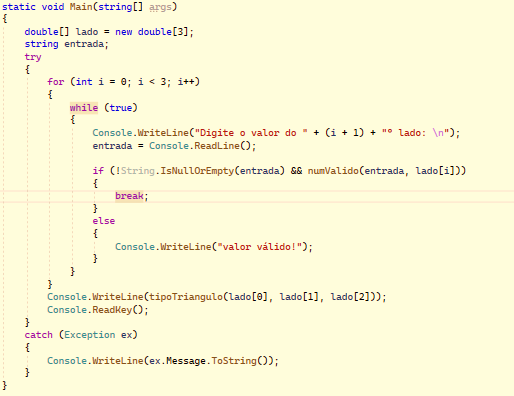 static void Main(string[] args)
{
double[] lado = new double[3];
string entrada;
try
{
for (int i = 0; i < 3; i++)
{
while (true)
{
Console.WriteLine("Digite o valor do " + (i + 1) + "º lado: \n");
entrada = Console.ReadLine();
if (!String.IsNullOrEmpty(entrada) && numValido(entrada, lado[i]))
{
break;
}
else
{
Console.WriteLine("valor válido!");
}
}
}
Console.WriteLine(tipoTriangulo(lado[0], lado[1], lado[2]));
Console.ReadKey();
}
catch (Exception ex)
{
Console.WriteLine(ex.Message.ToString());
}
}